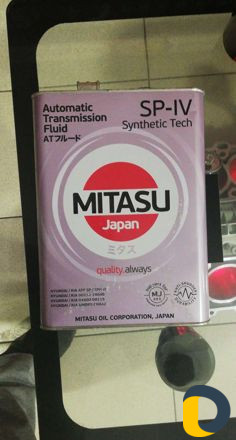 Automatic
Transmission
Fluid
ATフルード
SP-IV
Synthetic Tech
MITASU
Japan
ミタス
quality.always
MJ
MITASU OIL CORPORATION, JAPAN